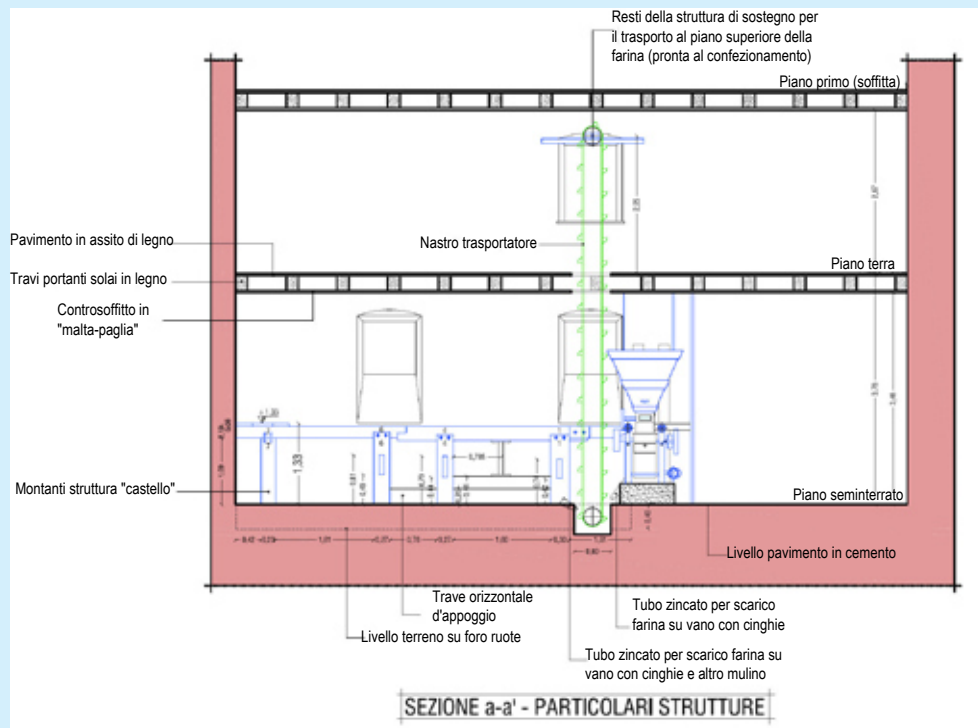 Resti della struttura di sostegno per
il trasporto al piano superiore della
farina (pronta al confezionamento)
Piano primo (soffitta)
Pavimento in assito di legno
Nastro trasportatore
Piano terra
Travi portanti solai in legno
Controsoffitto in
"malta-paglia"
1,33
Montanti struttura "castello"
Piano seminterrato
Livello pavimento in cemento
Trave orizzontale
d'appoggio
Tubo zincato per scarico
farina su vano con cinghie
Livello terreno su foro ruote
Tubo zincato per scarico farina su
vano con cinghie e altro mulino
SEZIONE a-a' - PARTICOLARI STRUTTURE